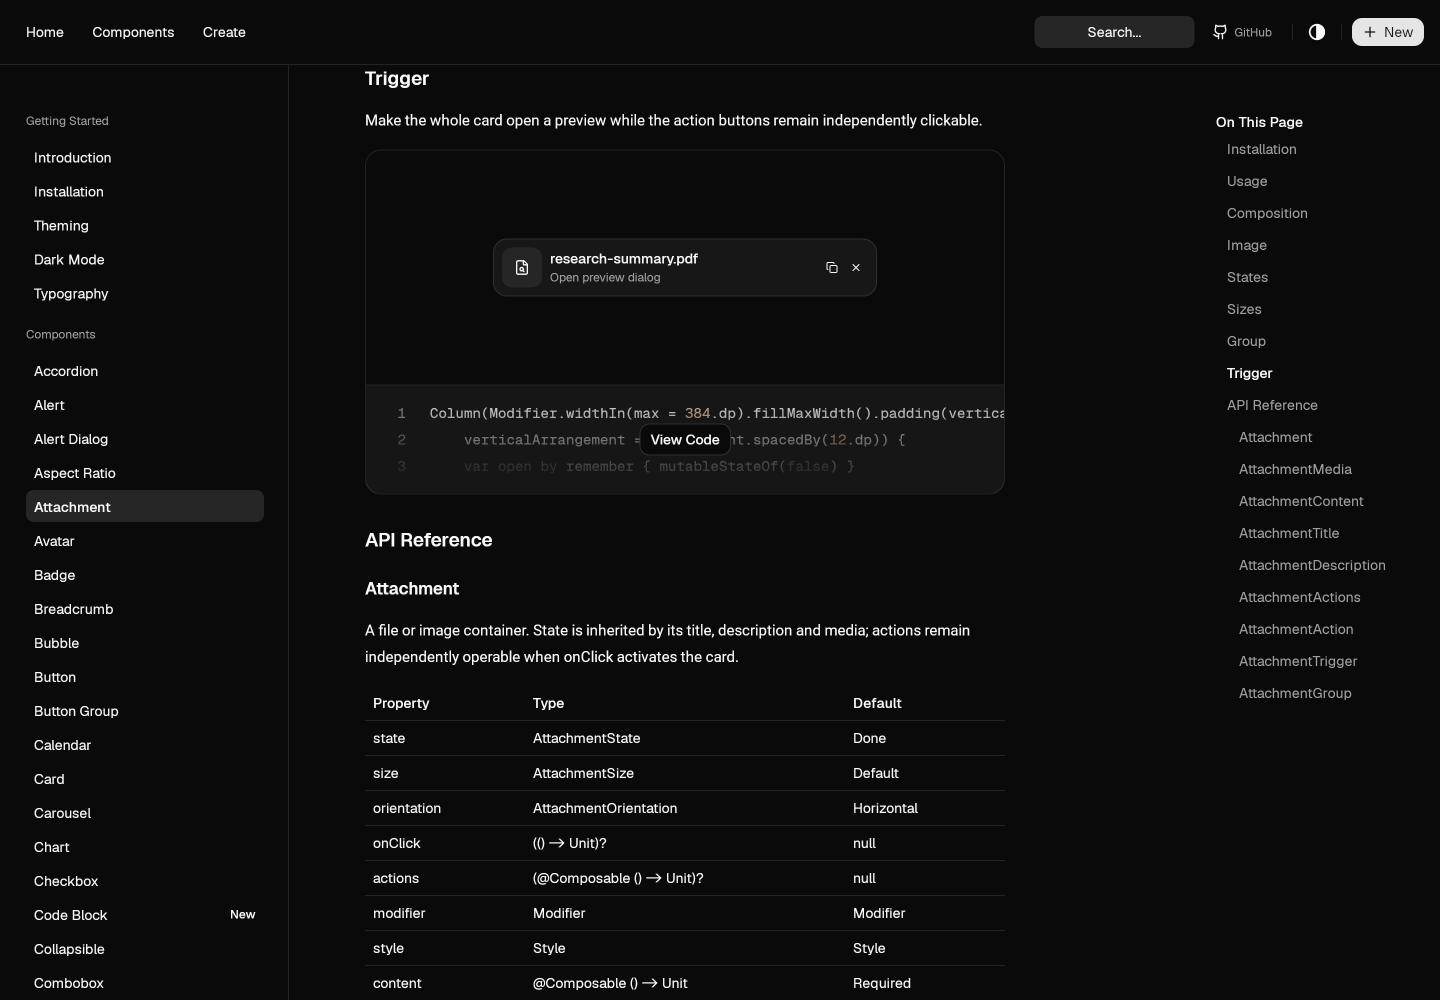 Home Components Create Search... GitHub New
Getting Started
Introduction
Installation
Theming
Dark Mode
Typography
Components
Accordion
Alert
Alert Dialog
Aspect Ratio
Attachment
Avatar
Badge
Breadcrumb
Bubble
Button
Button Group
Calendar
Card
Carousel
Chart
Checkbox
Code Block New
Collapsible
Combobox
Trigger
Make the whole card open a preview while the action buttons remain independently clickable.
research-summary.pdf
Open preview dialog
1 Column(Modifier.widthIn(max = 384.dp).fillMaxWidth().padding(vertica
2 verticalArrangement = nt.spacedBy(12.dp)) {
View Code
3 var open by remember { mutableStateOf(false) }
API Reference
Attachment
A file or image container. State is inherited by its title, description and media; actions remain
independently operable when onClick activates the card.
Property Type Default
state AttachmentState Done
size AttachmentSize Default
orientation AttachmentOrientation Horizontal
onClick (() -> Unit)? null
actions (@Composable () -> Unit)? null
modifier Modifier Modifier
style Style Style
content @Composable () -> Unit Required
On This Page
Installation
Usage
Composition
Image
States
Sizes
Group
Trigger
API Reference
Attachment
AttachmentMedia
AttachmentContent
AttachmentTitle
AttachmentDescription
AttachmentActions
AttachmentAction
AttachmentTrigger
AttachmentGroup